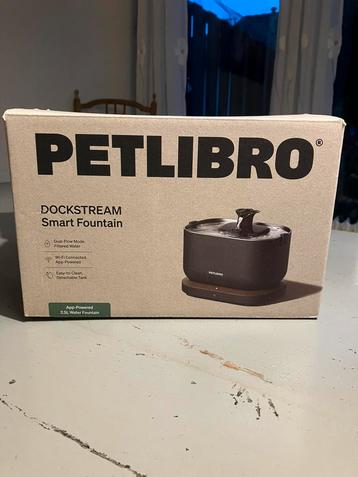 PETLIBRO®
DOCKSTREAM
Smart Fountain
Dual-Flow Mode,
Filtered Water
Wi-Fi Connected,
App-Powered
Easy-to-Clean,
Detachable Tank
PETLIBRO
App-Powered
2.5L Water Fountain